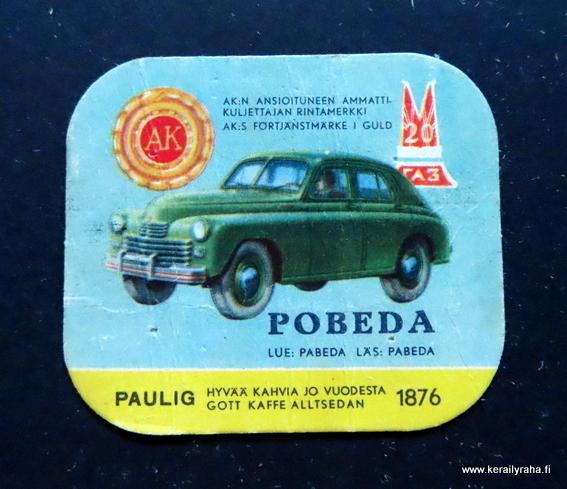 AK:N ANSIOITUNEEN AMMATTI-
KULJETTAJAN RINTAMERKKI
AK:S FÖRTJÄNSTMÄRKE I GULD
AK
20
ГАЗ
POBEDA
LUE: PABEDA LÄS: PABEDA
PAULIG HYVÄÄ KAHVIA JO VUODESTA 1876
GOTT KAFFE ALLTSEDAN
www.kerailyraha.fi